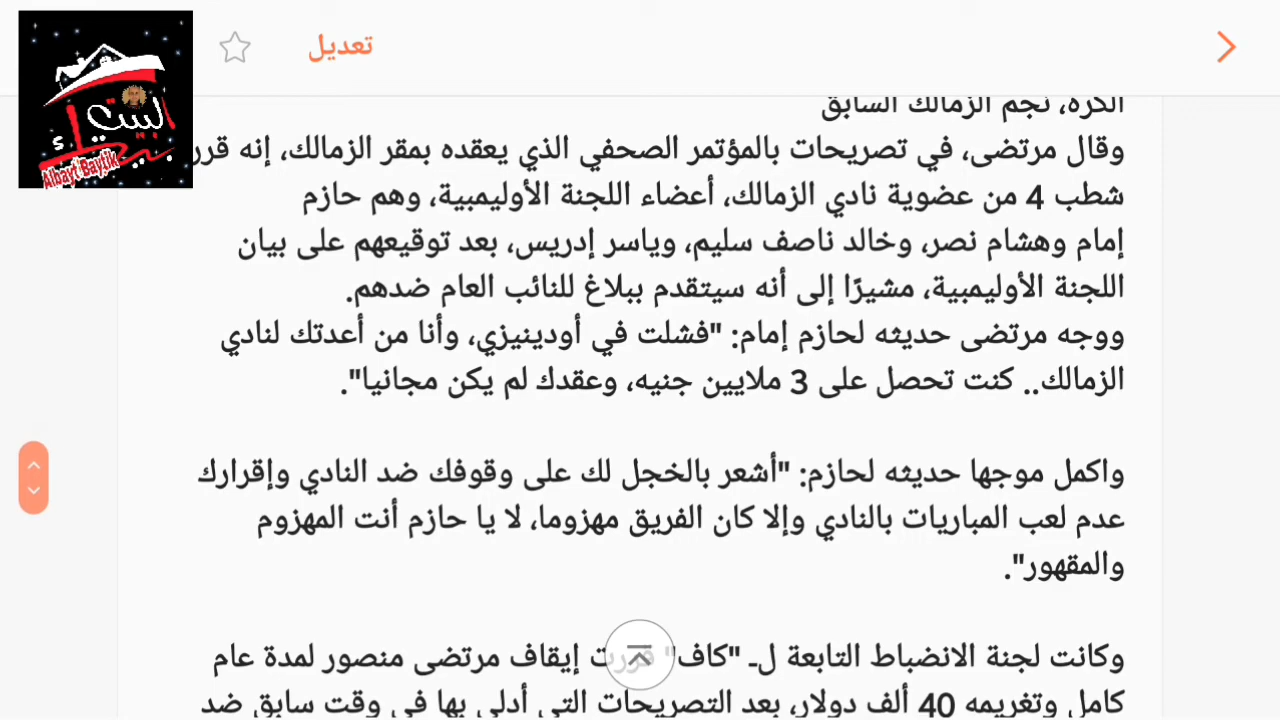 تعديل
الكرة، نجم الزمالك السابق
وقال مرتضى، في تصريحات بالمؤتمر الصحفي الذي يعقده بمقر الزمالك، إنه قرر
شطب 4 من عضوية نادي الزمالك، أعضاء اللجنة الأوليمبية، وهم حازم
إمام وهشام نصر، وخالد ناصف سليم، وياسر إدريس، بعد توقيعهم على بيان
اللجنة الأوليمبية، مشيرًا إلى أنه سيتقدم ببلاغ للنائب العام ضدهم.
ووجه مرتضى حديثه لحازم إمام: "فشلت في أودينيزي، وأنا من أعدتك لنادي
الزمالك.. كنت تحصل على 3 ملايين جنيه، وعقدك لم يكن مجانيا".
واكمل موجها حديثه لحازم: "أشعر بالخجل لك على وقوفك ضد النادي وإقرارك
عدم لعب المباريات بالنادي وإلا كان الفريق مهزوما، لا يا حازم أنت المهزوم
والمقهور".
وكانت لجنة الانضباط التابعة لـ "كاف" قررت إيقاف مرتضى منصور لمدة عام
كامل وتغريمه 40 ألف دولار، بعد التصريحات التي أدلى بها في وقت سابق ضد
البيت بيتك
Albayt Baytik